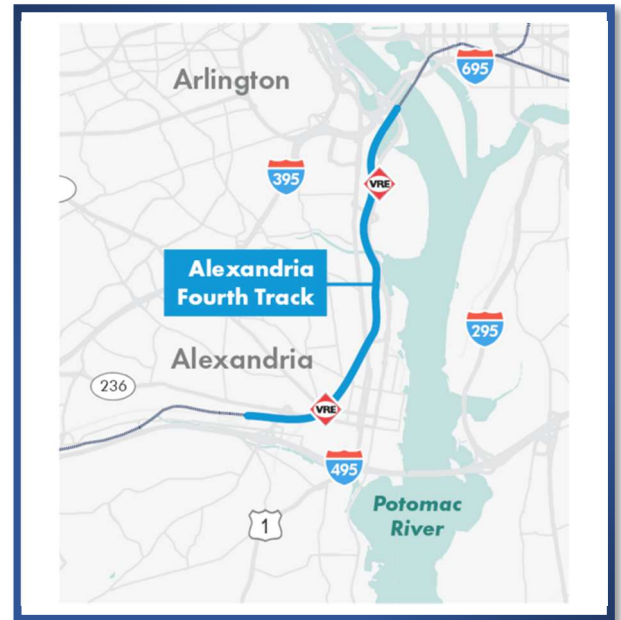 Arlington
695
395
VRE
Alexandria
Fourth Track
295
Alexandria
236
VRE
495
Potomac
River
1